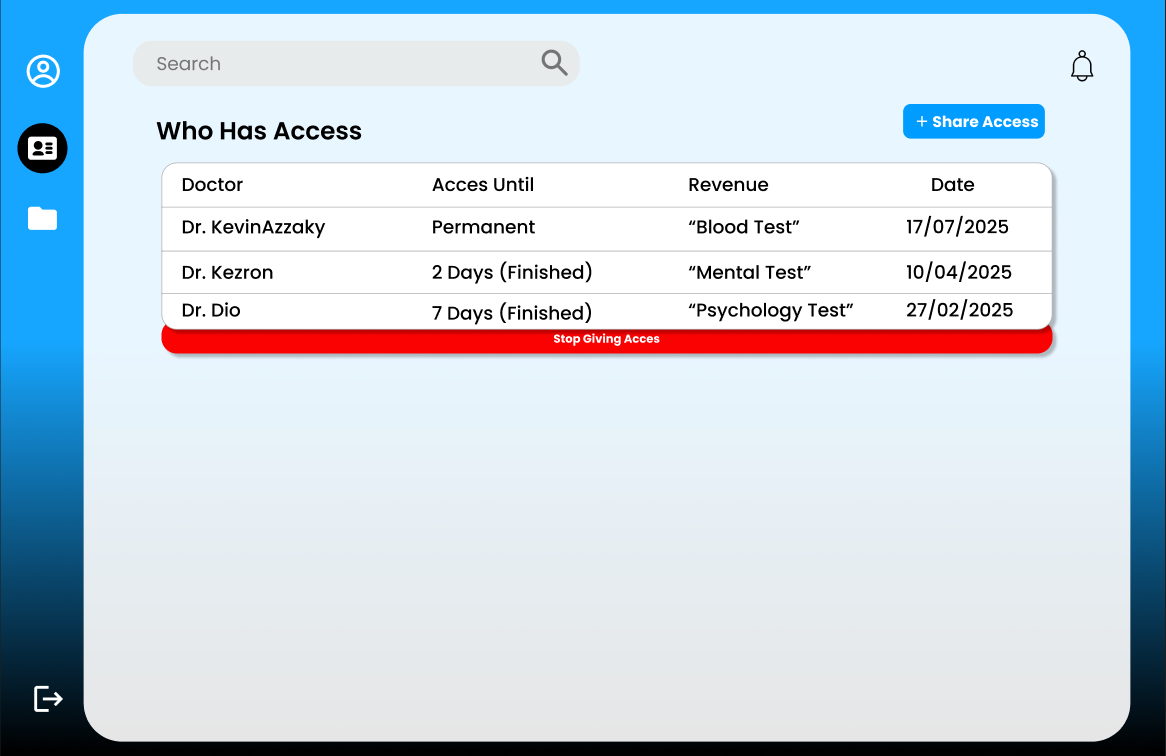 Search
Who Has Access
+ Share Access
Doctor Acces Until Revenue Date
Dr. KevinAzzaky Permanent “Blood Test” 17/07/2025
Dr. Kezron 2 Days (Finished) “Mental Test” 10/04/2025
Dr. Dio 7 Days (Finished) “Psychology Test” 27/02/2025
Stop Giving Acces